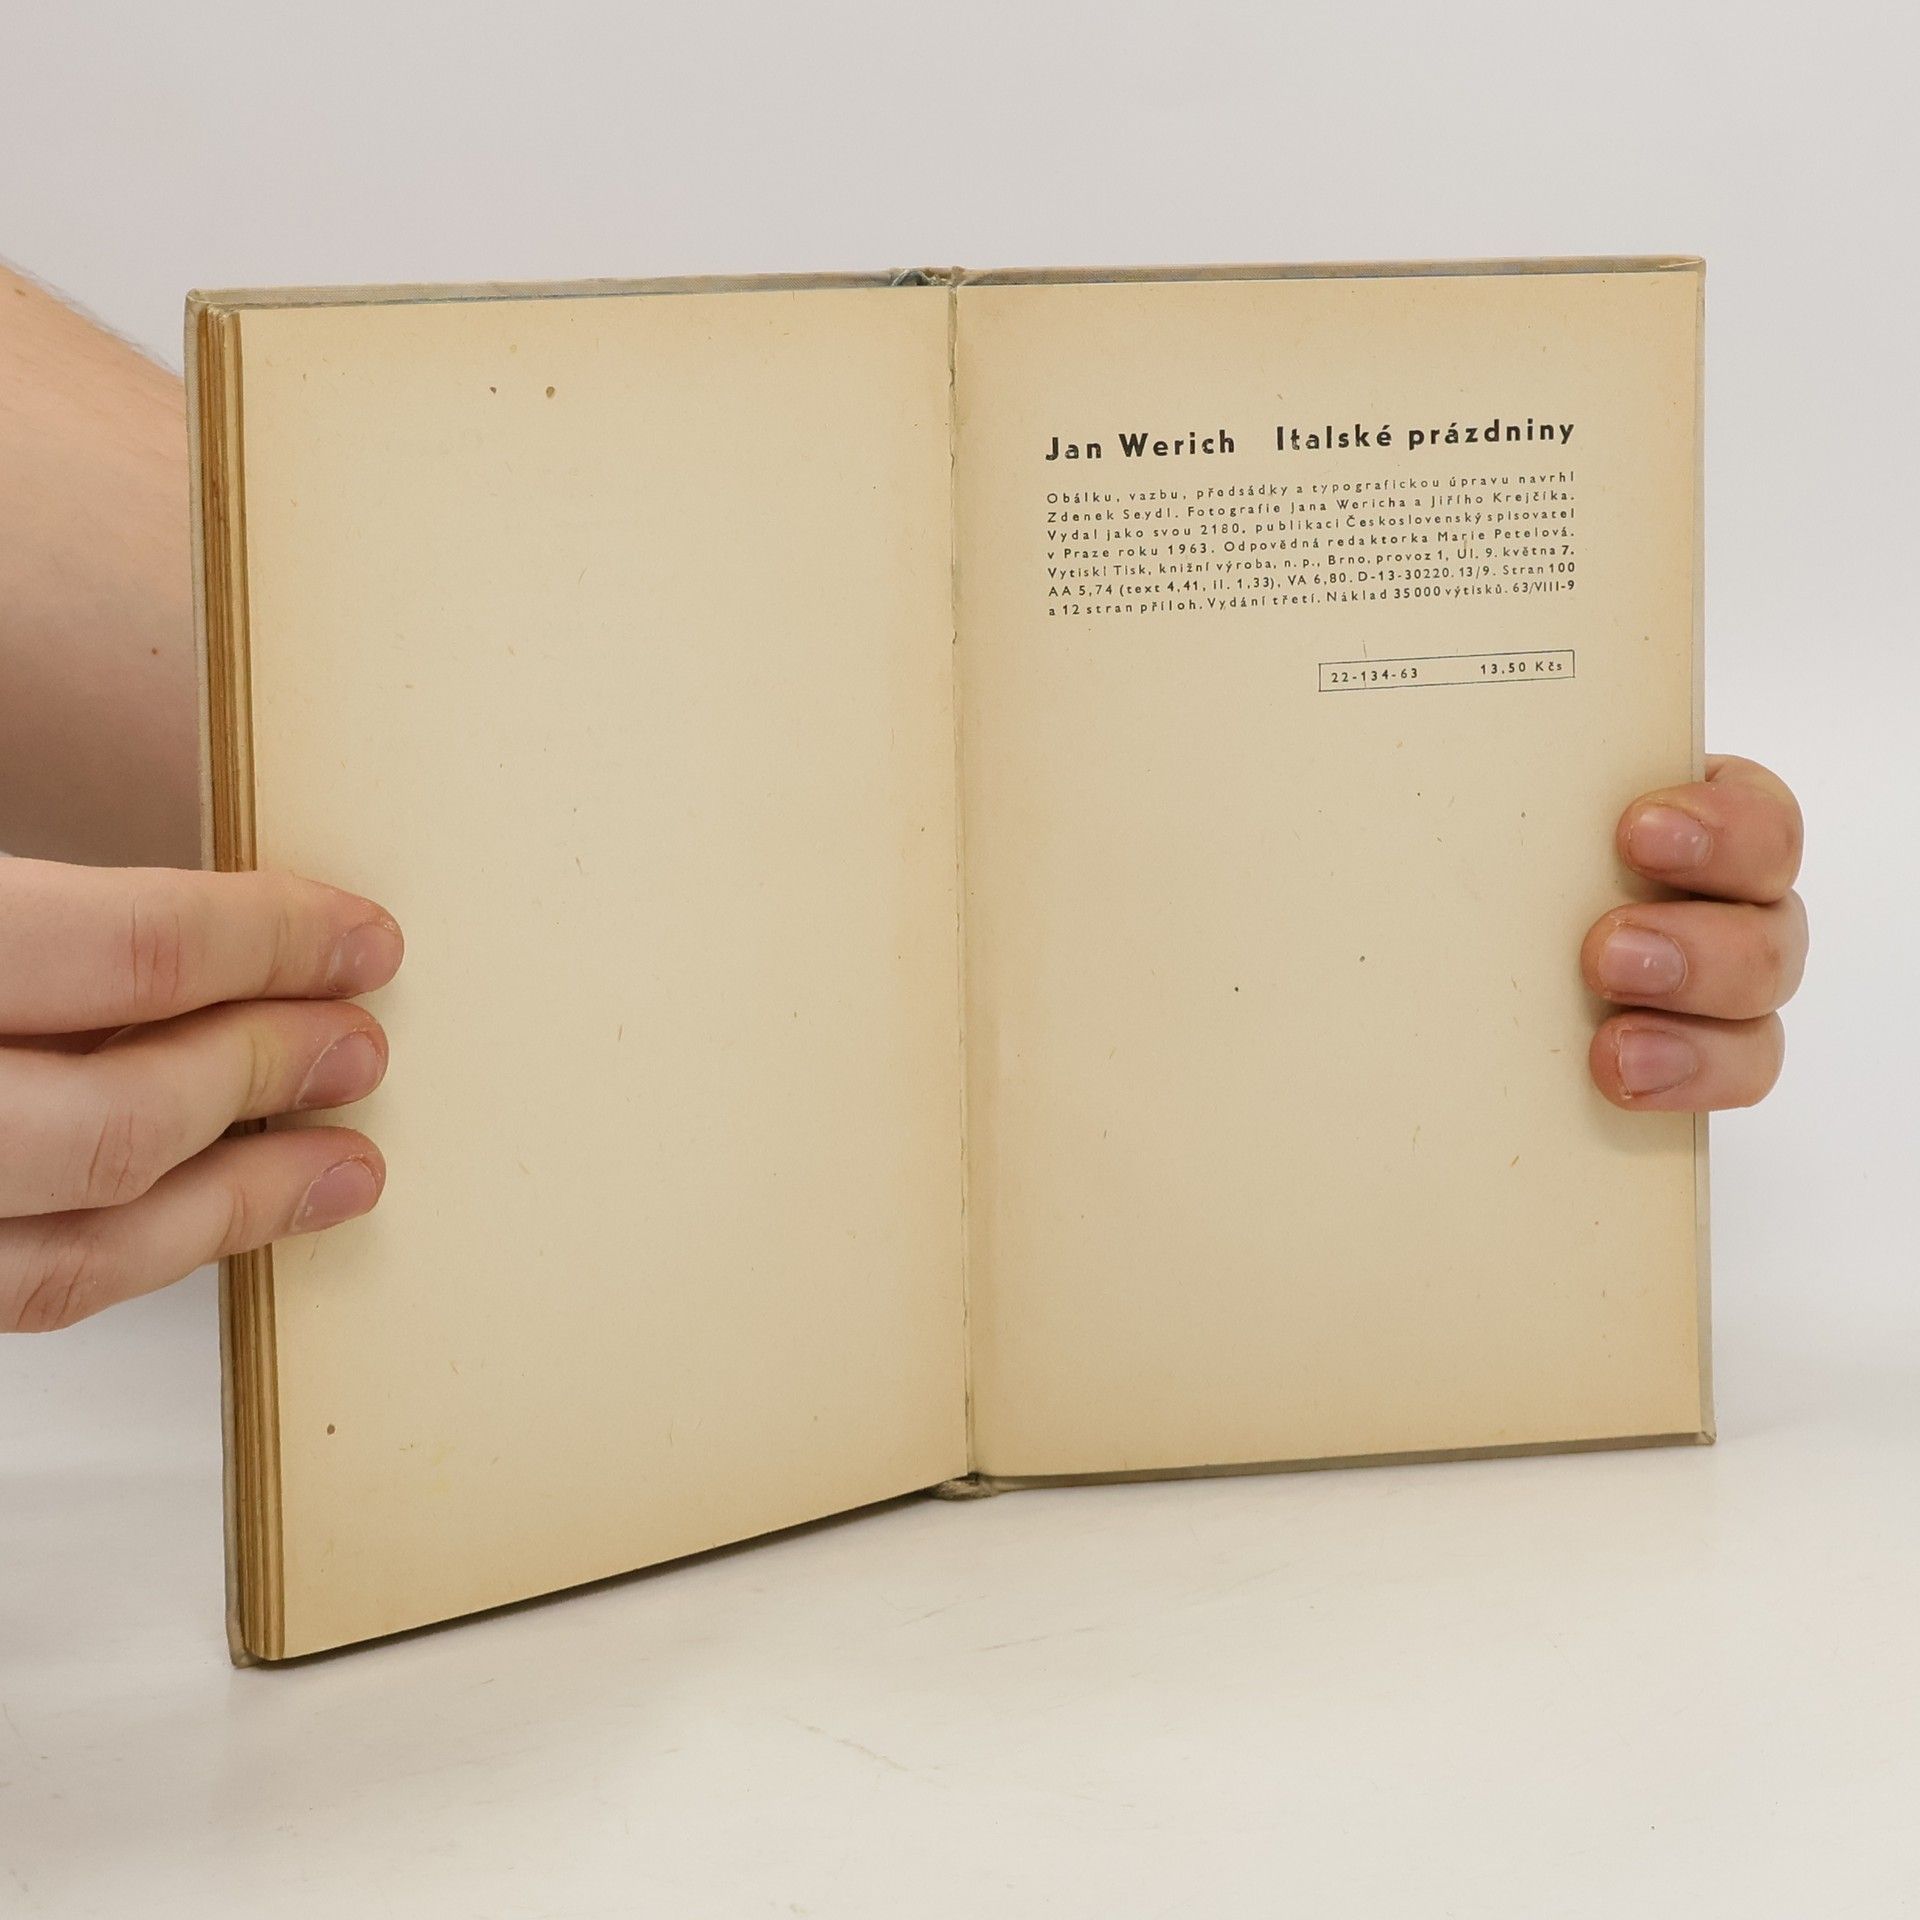 Jan Werich Italské prázdniny
Obálku, vazbu, předsádky a typografickou úpravu navrhl
Zdenek Seydl. Fotografie Jana Wericha a Jiřího Krejčíka.
Vydal jako svou 2180. publikaci Československý spisovatel
v Praze roku 1963. Odpovědná redaktorka Marie Petelová.
Vytiskl Tisk, knižní výroba, n. p., Brno, provoz 1, Ul. 9. května 7.
AA 5,74 (text 4,41, il. 1,33), VA 6,80. D-13-30220. 13/9. Stran 100
a 12 stran příloh. Vydání třetí. Náklad 35000 výtisků. 63/VIII-9
22-134-63 13,50 Kčs